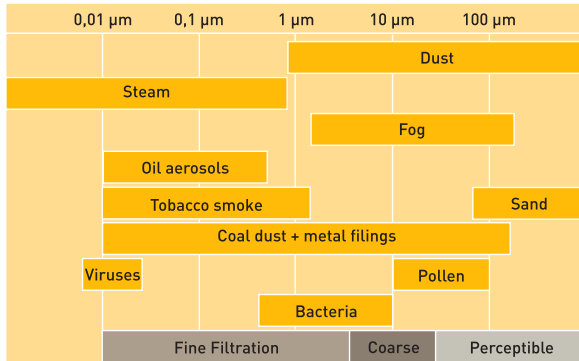 0,01 µm 0,1 µm 1 µm 10 µm 100 µm
Dust
Steam
Fog
Oil aerosols
Tobacco smoke Sand
Coal dust + metal filings
Viruses Pollen
Bacteria
Fine Filtration Coarse Perceptible